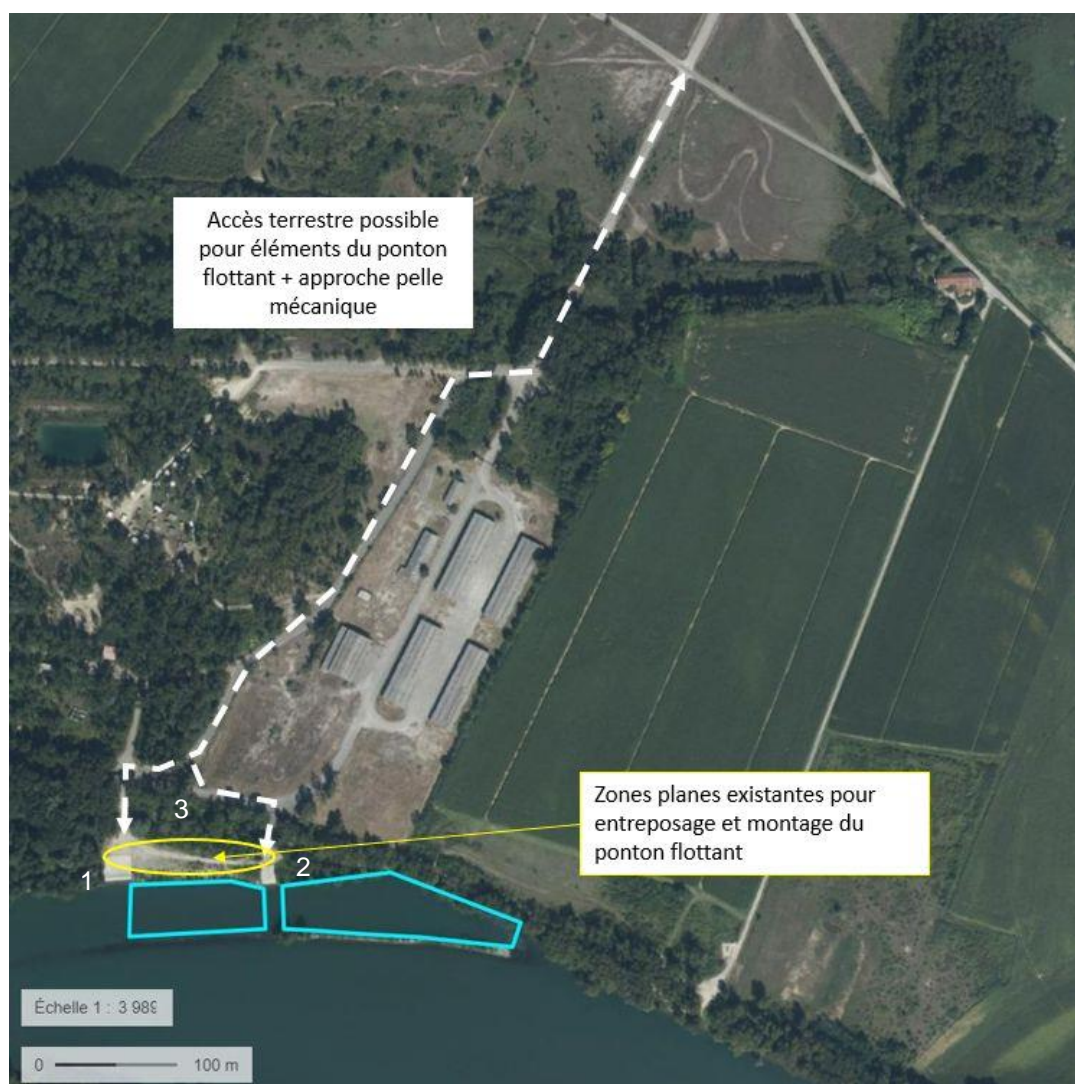 Accès terrestre possible
pour éléments du ponton
flottant + approche pelle
mécanique
Zones planes existantes pour
entreposage et montage du
ponton flottant
3
1
2
Échelle 1 : 3 989
0
100 m